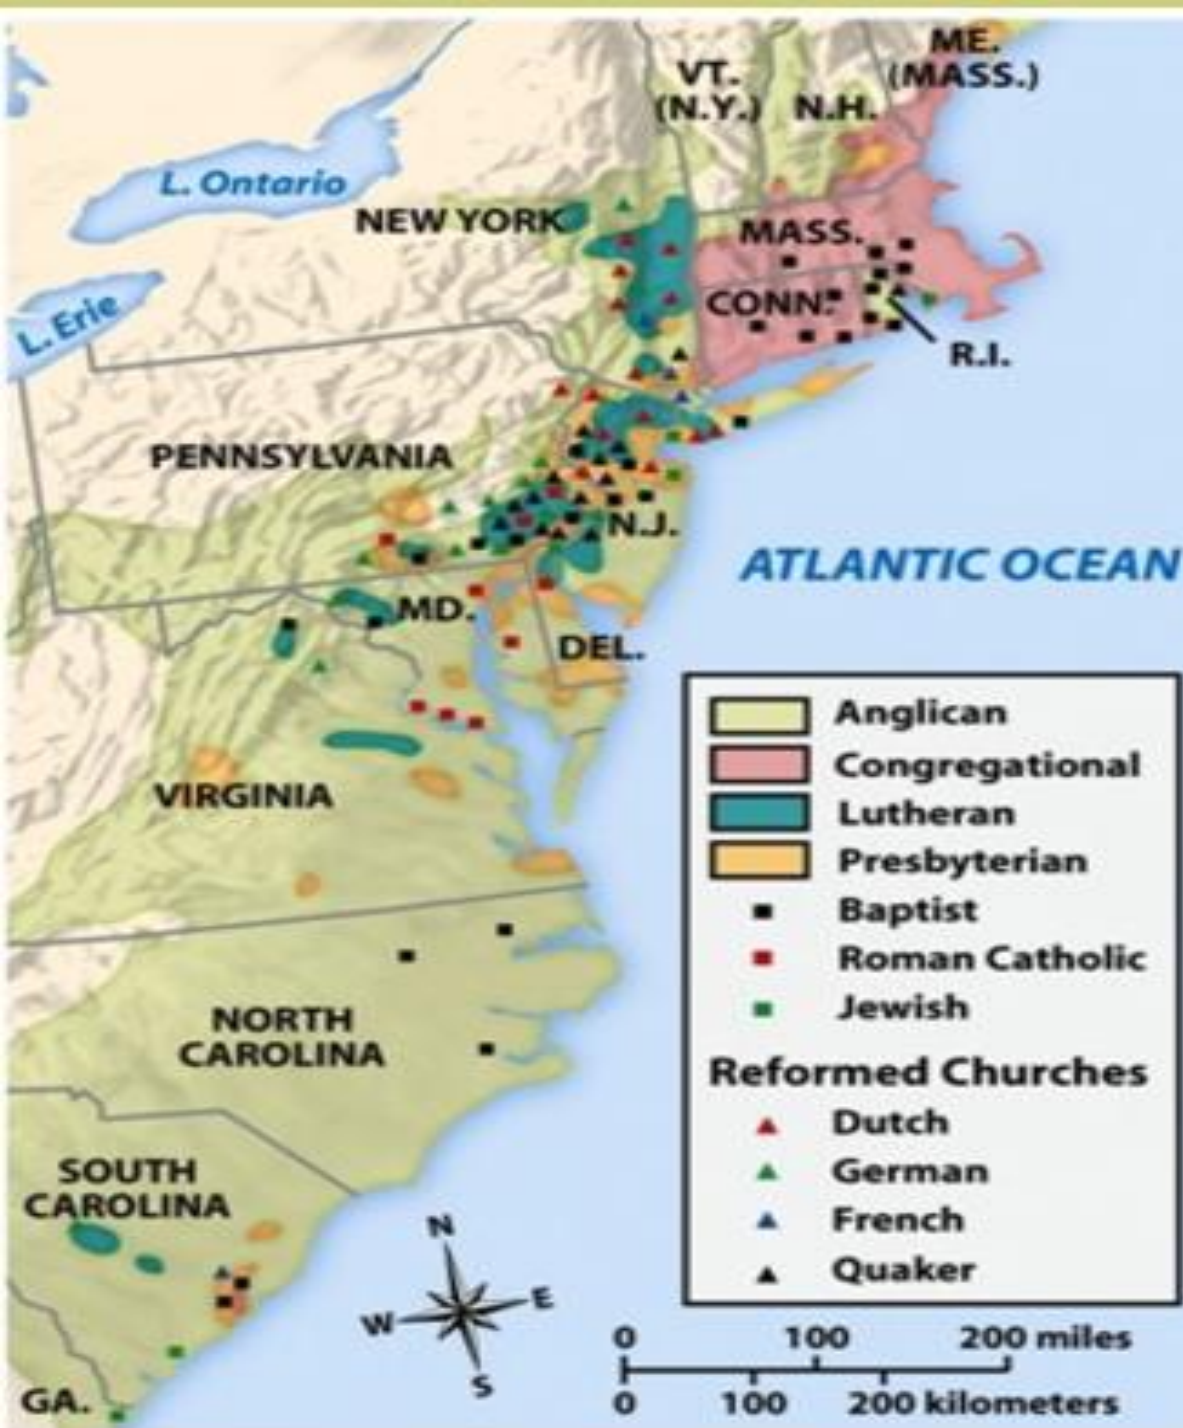 ME.
(MASS.)
VT.
(N.Y.)
N.H.
L. Ontario
NEW YORK
MASS.
L. Erie
CONN.
R.I.
PENNSYLVANIA
N.J.
ATLANTIC OCEAN
MD.
DEL.
VIRGINIA
NORTH
CAROLINA
SOUTH
CAROLINA
GA.
Anglican
Congregational
Lutheran
Presbyterian
Baptist
Roman Catholic
Jewish
Reformed Churches
Dutch
German
French
Quaker
N
W
E
S
0 100 200 miles
0 100 200 kilometers